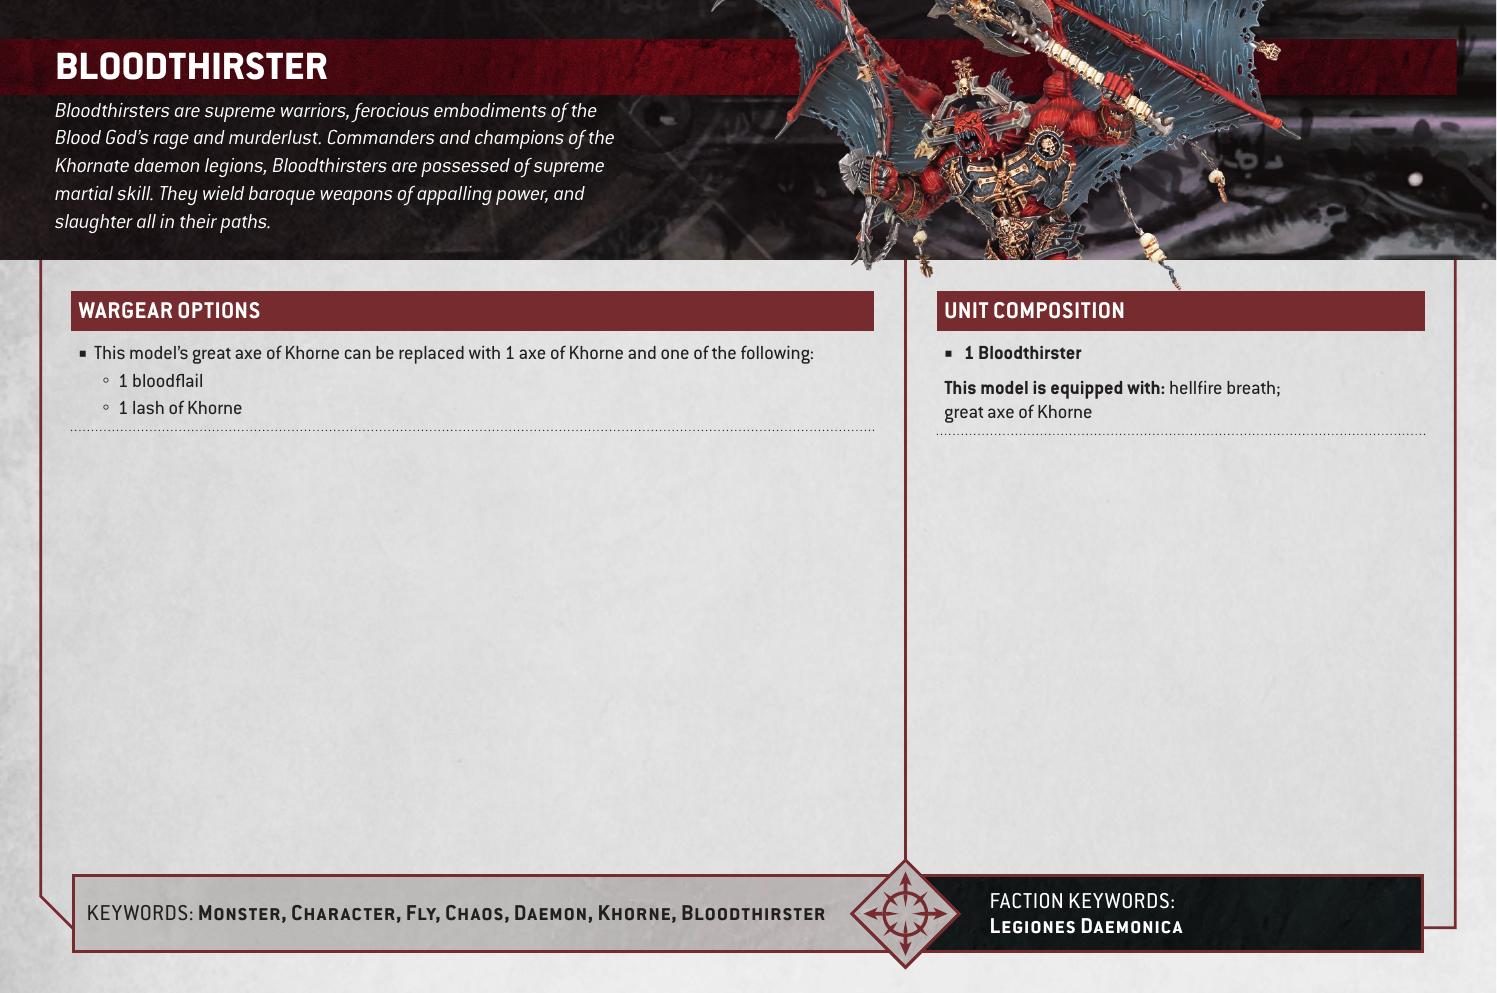 BLOODTHIRSTER
Bloodthirsters are supreme warriors, ferocious embodiments of the
Blood God’s rage and murderlust. Commanders and champions of the
Khornate daemon legions, Bloodthirsters are possessed of supreme
martial skill. They wield baroque weapons of appalling power, and
slaughter all in their paths.
WARGEAR OPTIONS
▪ This model’s great axe of Khorne can be replaced with 1 axe of Khorne and one of the following:
◦ 1 bloodflail
◦ 1 lash of Khorne
UNIT COMPOSITION
▪ 1 Bloodthirster
This model is equipped with: hellfire breath;
great axe of Khorne
KEYWORDS: Monster, Character, Fly, Chaos, Daemon, Khorne, Bloodthirster
FACTION KEYWORDS:
Legiones Daemonica